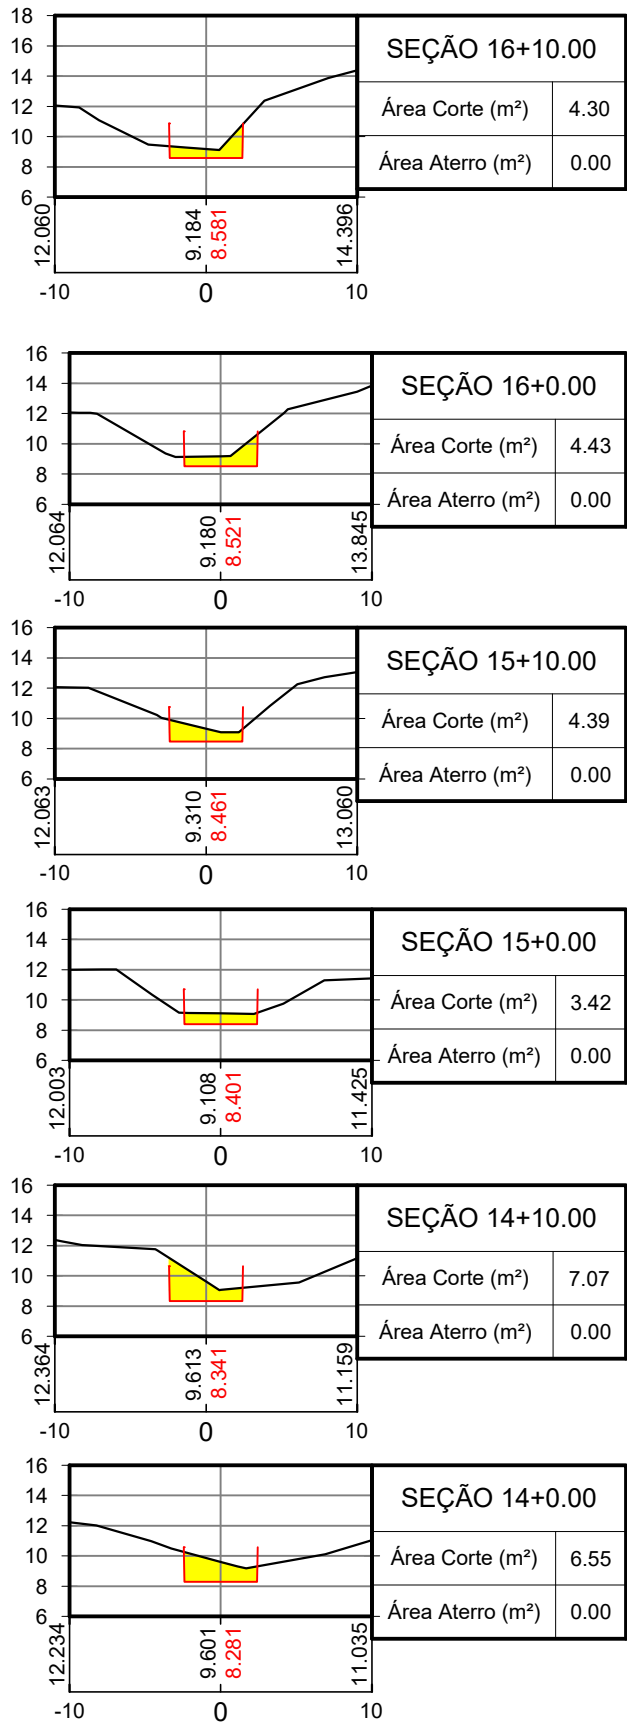 18
16
14
12
10
8
6
SEÇÃO 16+10.00
Área Corte (m²) 4.30
Área Aterro (m²) 0.00
12.060
9.184
8.581
14.396
-10 0 10
16
14
12
10
8
6
SEÇÃO 16+0.00
Área Corte (m²) 4.43
Área Aterro (m²) 0.00
12.064
9.180
8.521
13.845
-10 0 10
16
14
12
10
8
6
SEÇÃO 15+10.00
Área Corte (m²) 4.39
Área Aterro (m²) 0.00
12.063
9.310
8.461
13.060
-10 0 10
16
14
12
10
8
6
SEÇÃO 15+0.00
Área Corte (m²) 3.42
Área Aterro (m²) 0.00
12.003
9.108
8.401
11.425
-10 0 10
16
14
12
10
8
6
SEÇÃO 14+10.00
Área Corte (m²) 7.07
Área Aterro (m²) 0.00
12.364
9.613
8.341
11.159
-10 0 10
16
14
12
10
8
6
SEÇÃO 14+0.00
Área Corte (m²) 6.55
Área Aterro (m²) 0.00
12.234
9.601
8.281
11.035
-10 0 10